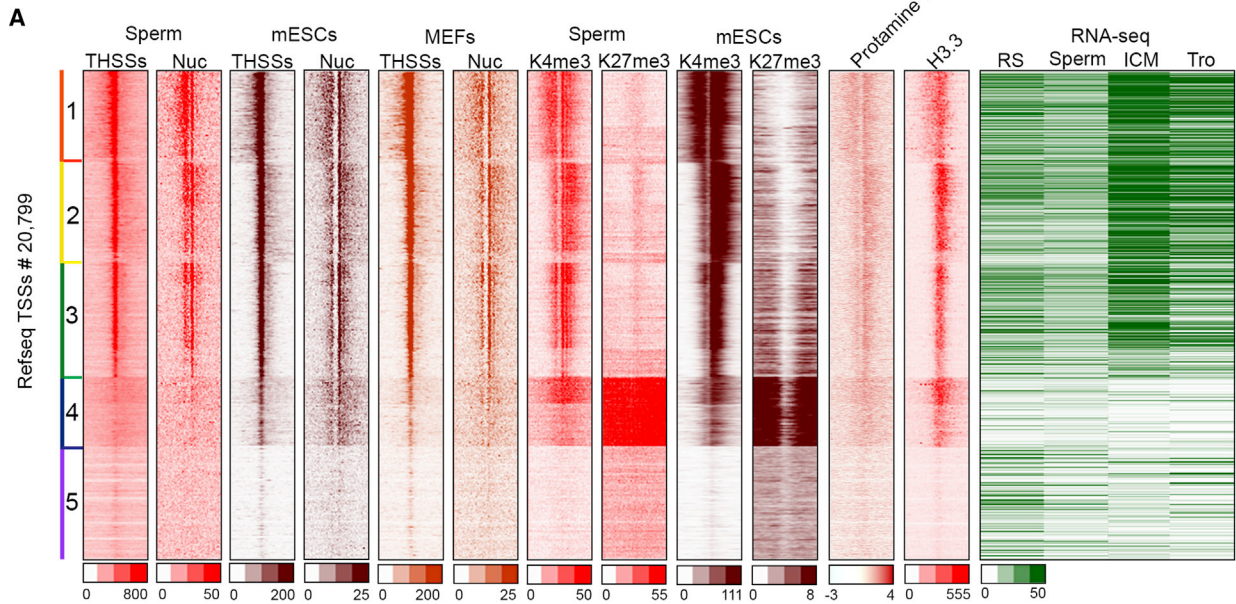 A
Sperm mESCs MEFs Sperm mESCs Protamine H3.3 RNA-seq
THSSs Nuc THSSs Nuc THSSs Nuc K4me3 K27me3 K4me3 K27me3 RS Sperm ICM Tro
Refseq TSSs # 20,799
1
2
3
4
5
0 800 0 50 0 200 0 25 0 200 0 25 0 50 0 55 0 111 0 8 -3 4 0 555 0 50